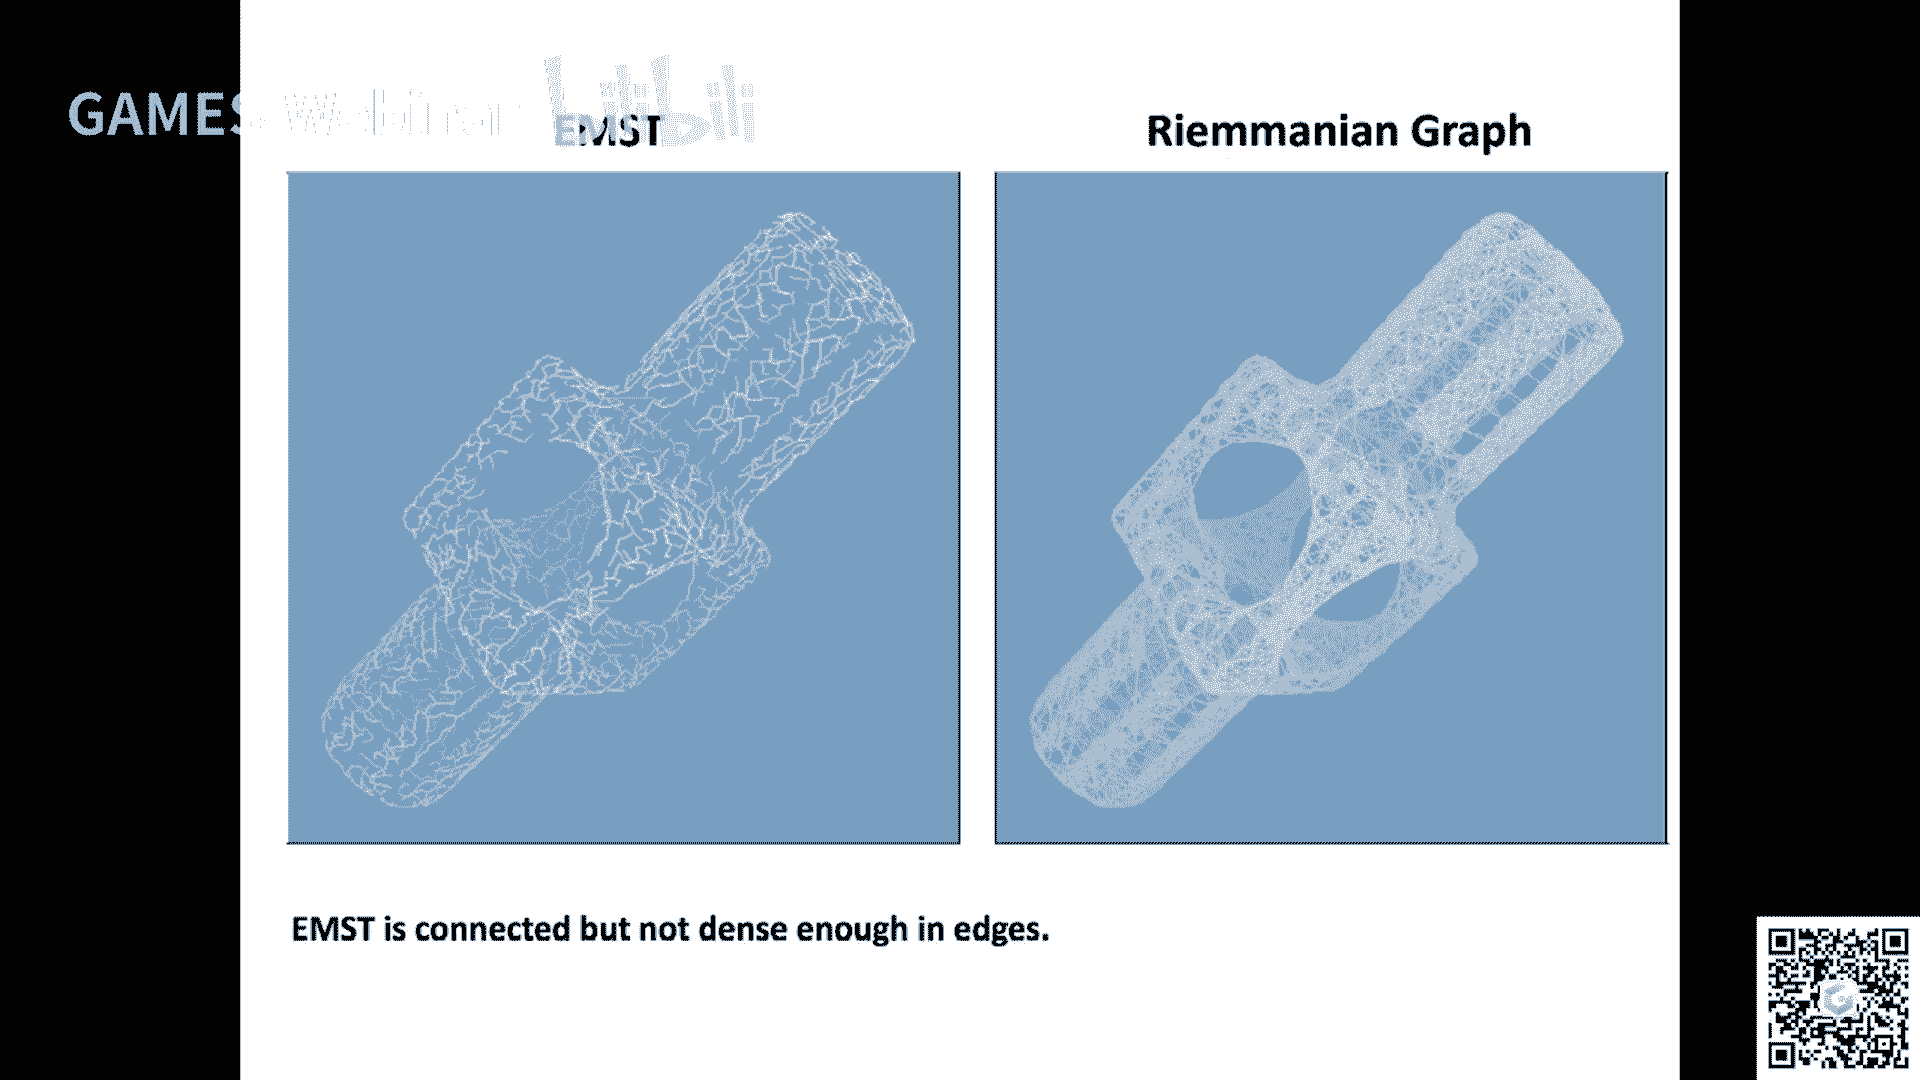 GAMES Webinar bilibili
EMST
Riemmanian Graph
EMST is connected but not dense enough in edges.